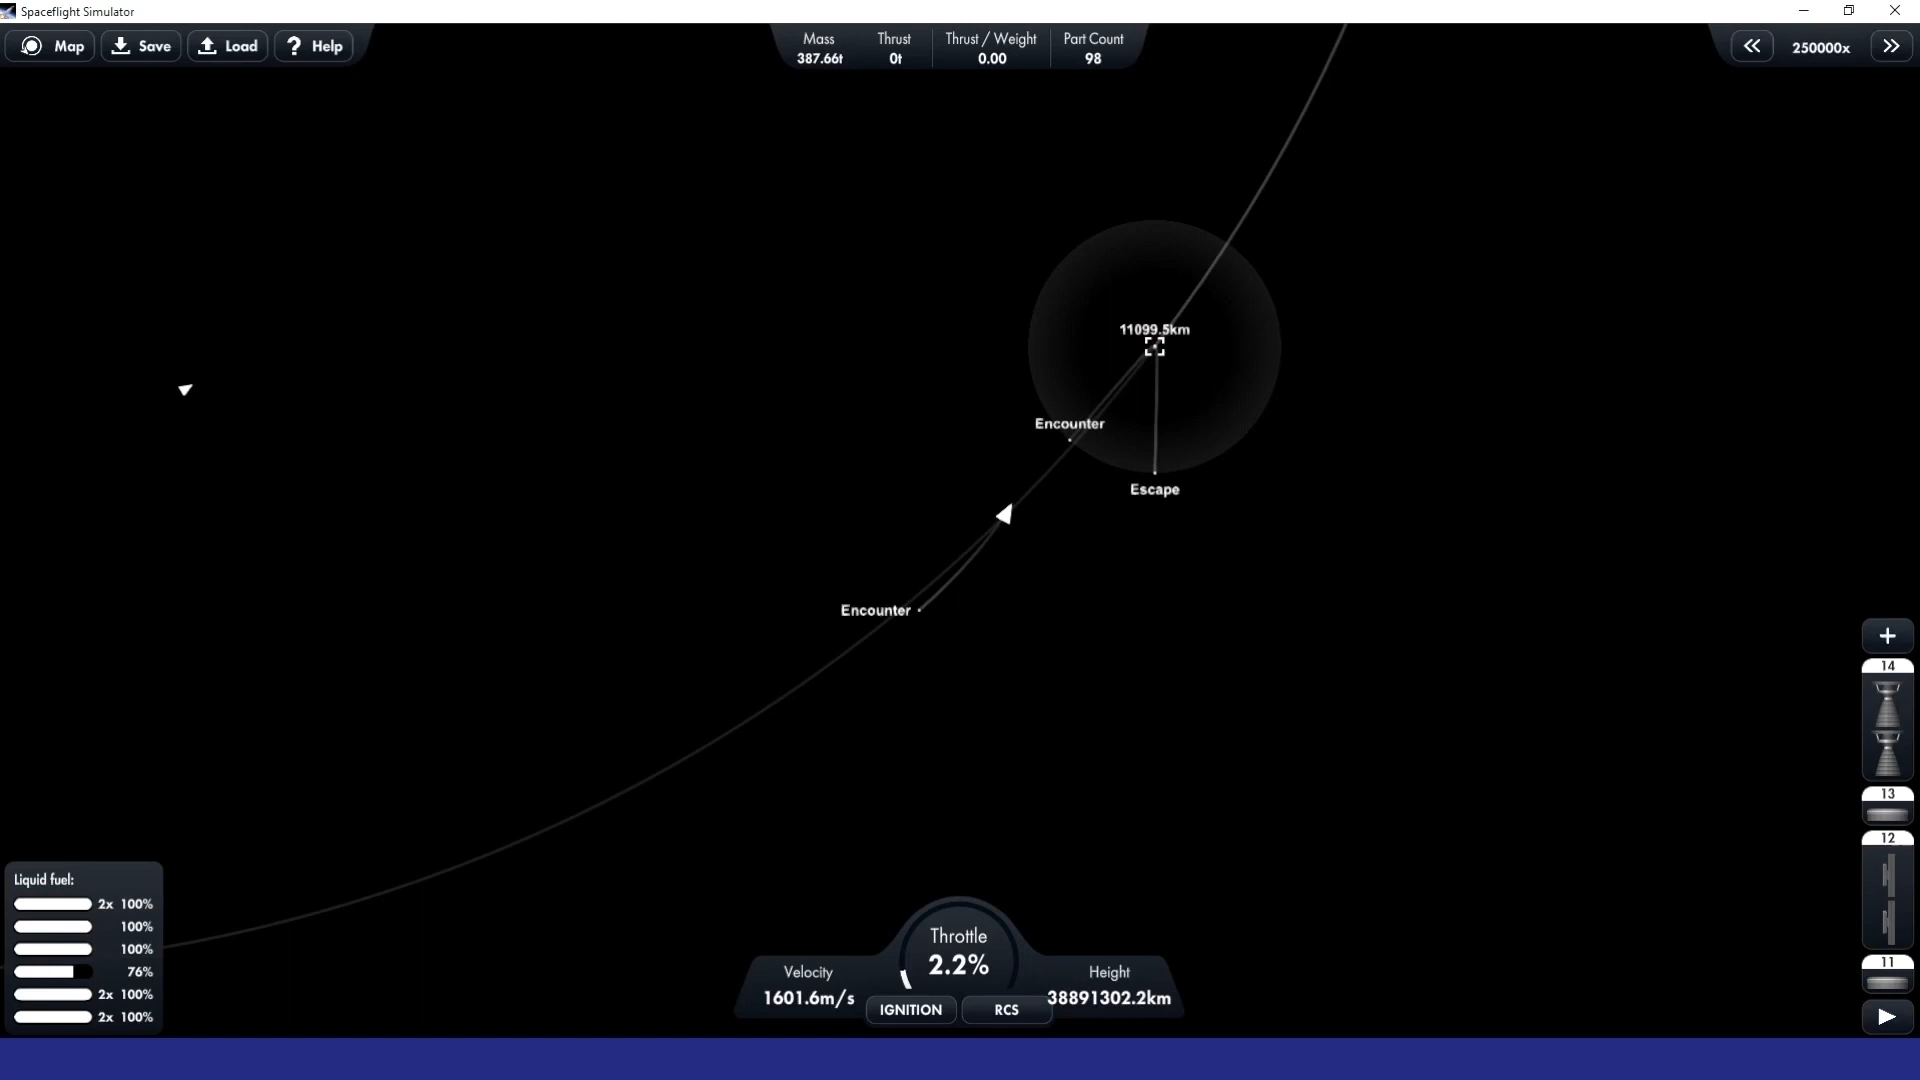 Spaceflight Simulator
Map
Save
Load
Help
Mass
387.66t
Thrust
0t
Thrust / Weight
0.00
Part Count
98
250000x
11099.5km
Encounter
Escape
Encounter
14
13
12
11
Liquid fuel:
2x 100%
100%
100%
76%
2x 100%
2x 100%
Throttle
2.2%
Velocity
1601.6m/s
Height
38891302.2km
IGNITION
RCS